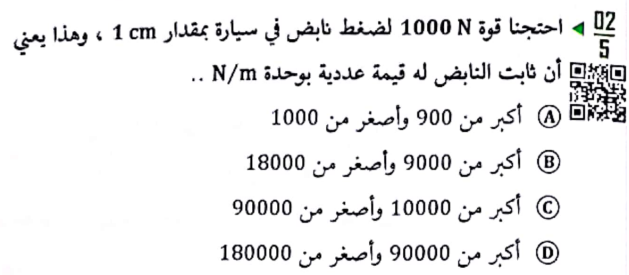 02/5 ◄ احتجنا قوة 1000 N لضغط نابض في سيارة بمقدار 1 cm ، وهذا يعني
أن ثابت النابض له قيمة عددية بوحدة N/m ..
Ⓐ أكبر من 900 وأصغر من 1000
Ⓑ أكبر من 9000 وأصغر من 18000
Ⓒ أكبر من 10000 وأصغر من 90000
Ⓓ أكبر من 90000 وأصغر من 180000